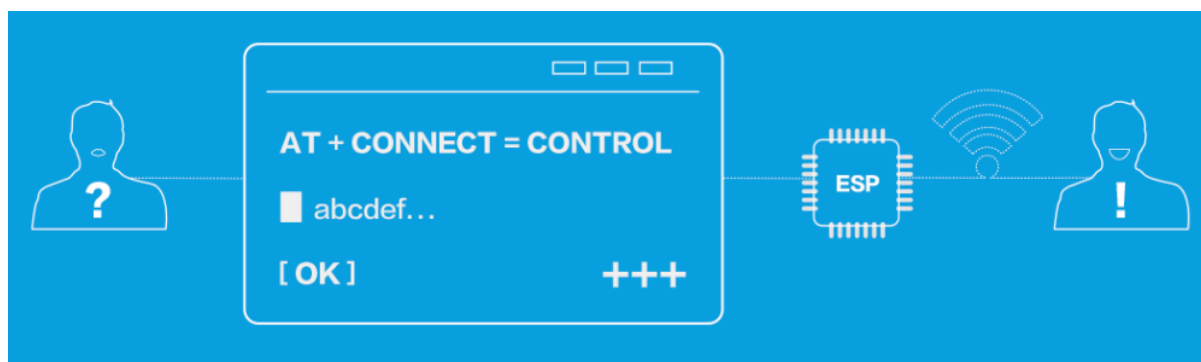 ?
AT + CONNECT = CONTROL
abcdef...
[ OK ]
+++
ESP
!